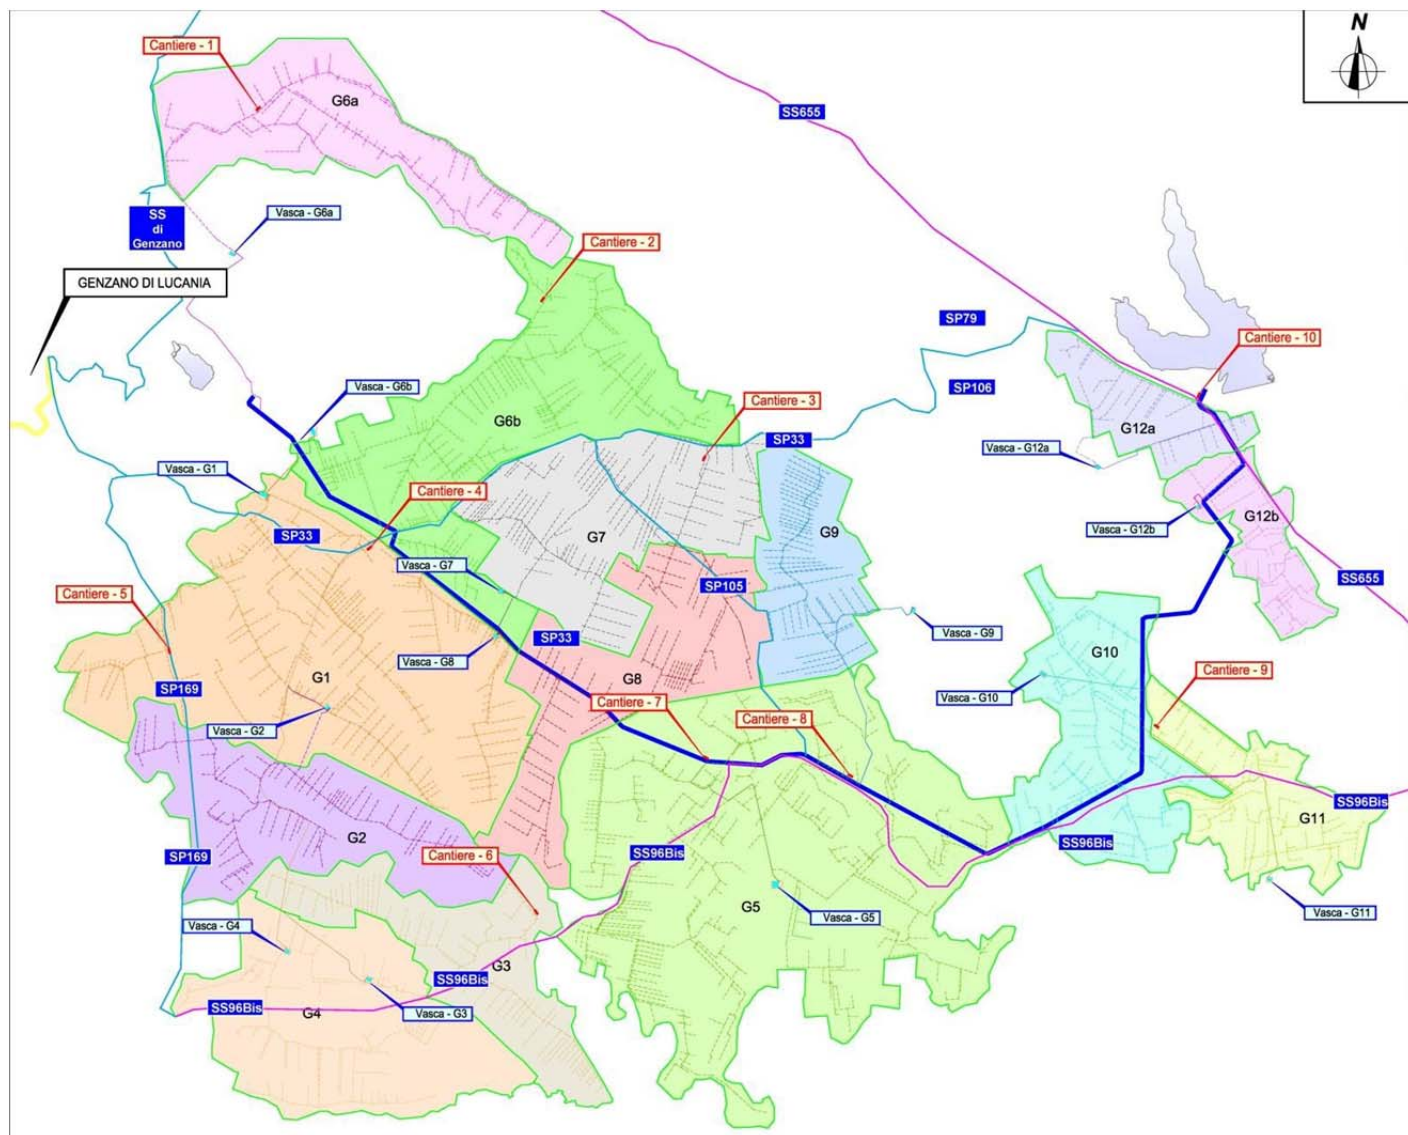 N
Cantiere - 1
G6a
SS655
SS
di
Genzano
Vasca - G6a
Cantiere - 2
GENZANO DI LUCANIA
SP79
Cantiere - 10
Vasca - G6b
SP106
Cantiere - 3
G6b
G12a
SP33
Vasca - G12a
Vasca - G1
Cantiere - 4
G12b
Vasca - G12b
SP33
G7
G9
Vasca - G7
SS655
SP105
Cantiere - 5
SP33
Vasca - G9
G10
Vasca - G8
Cantiere - 9
G1
G8
SP169
Vasca - G10
Cantiere - 7
Vasca - G2
Cantiere - 8
SS96Bis
G11
G2
SS96Bis
SP169
Cantiere - 6
SS96Bis
G5
Vasca - G5
Vasca - G11
Vasca - G4
G3
SS96Bis
SS96Bis
G4
Vasca - G3